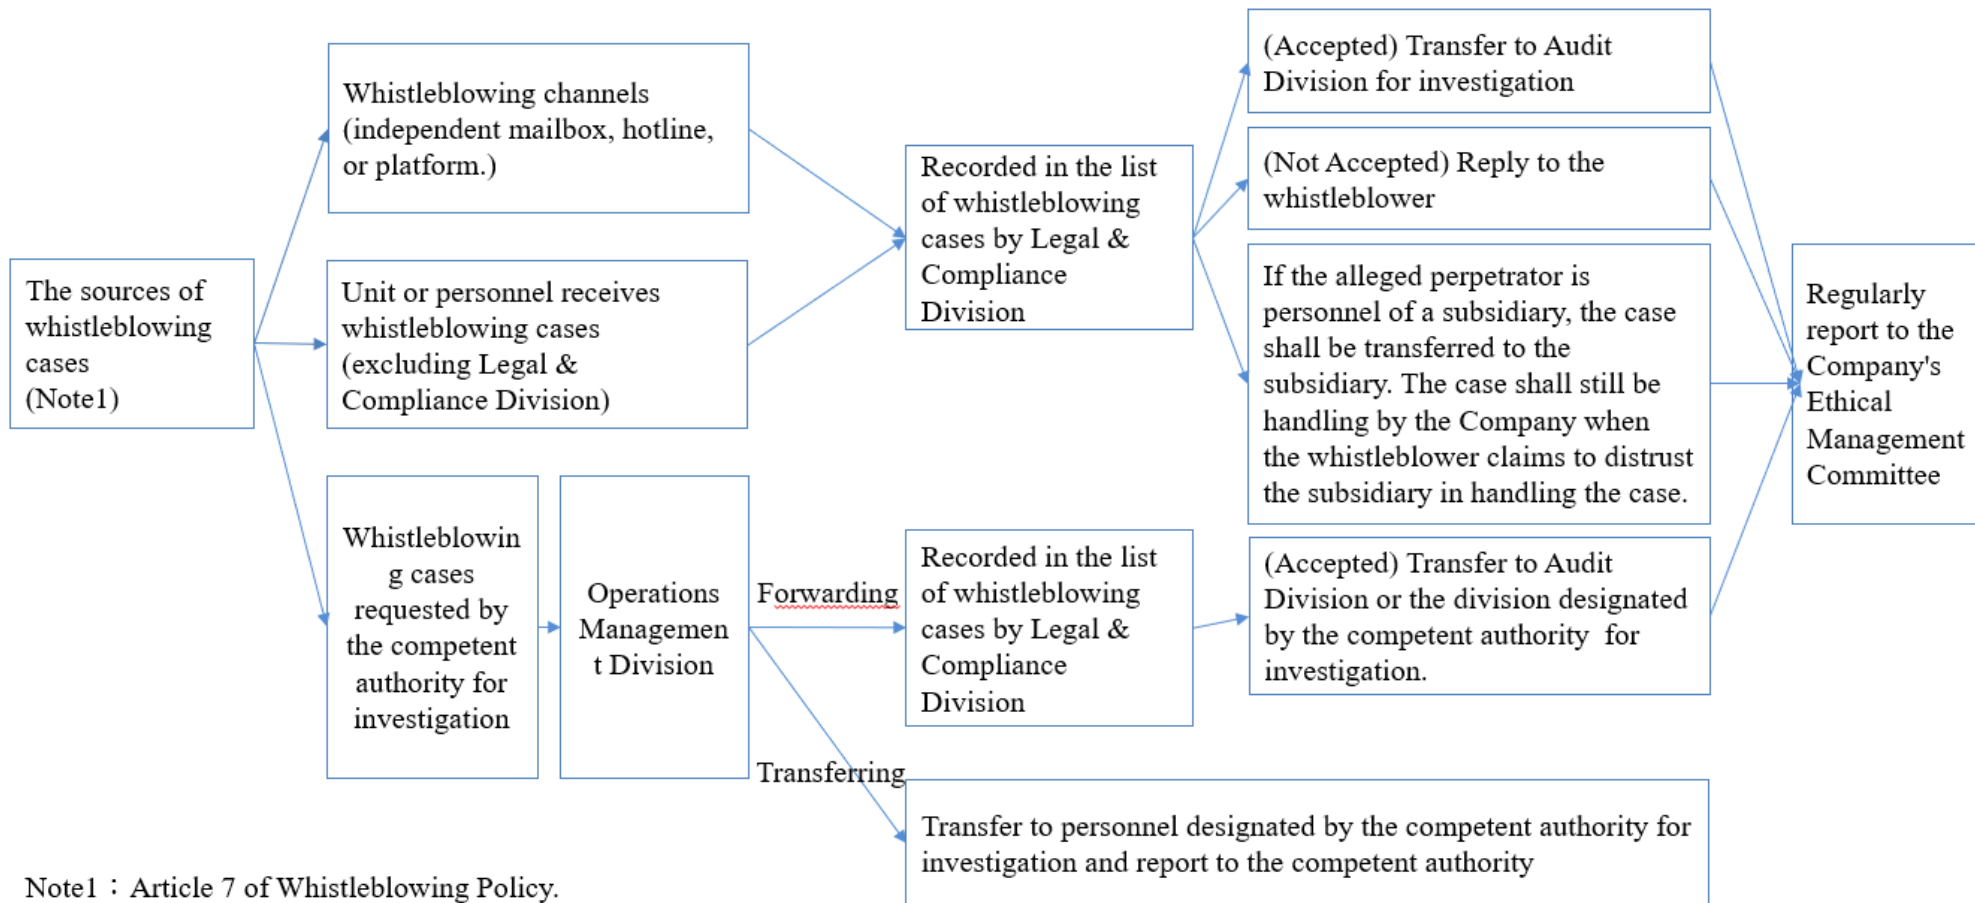 The sources of
whistleblowing
cases
(Note1)
Whistleblowing channels
(independent mailbox, hotline,
or platform.)
Unit or personnel receives
whistleblowing cases
(excluding Legal &
Compliance Division)
Whistleblowin
g cases
requested by
the competent
authority for
investigation
Operations
Managemen
t Division
Forwarding
Transferring
Recorded in the list
of whistleblowing
cases by Legal &
Compliance
Division
Recorded in the list
of whistleblowing
cases by Legal &
Compliance
Division
(Accepted) Transfer to Audit
Division for investigation
(Not Accepted) Reply to the
whistleblower
If the alleged perpetrator is
personnel of a subsidiary, the case
shall be transferred to the
subsidiary. The case shall still be
handling by the Company when
the whistleblower claims to distrust
the subsidiary in handling the case.
(Accepted) Transfer to Audit
Division or the division designated
by the competent authority  for
investigation.
Transfer to personnel designated by the competent authority for
investigation and report to the competent authority
Regularly
report to the
Company's
Ethical
Management
Committee
Note1：Article 7 of Whistleblowing Policy.